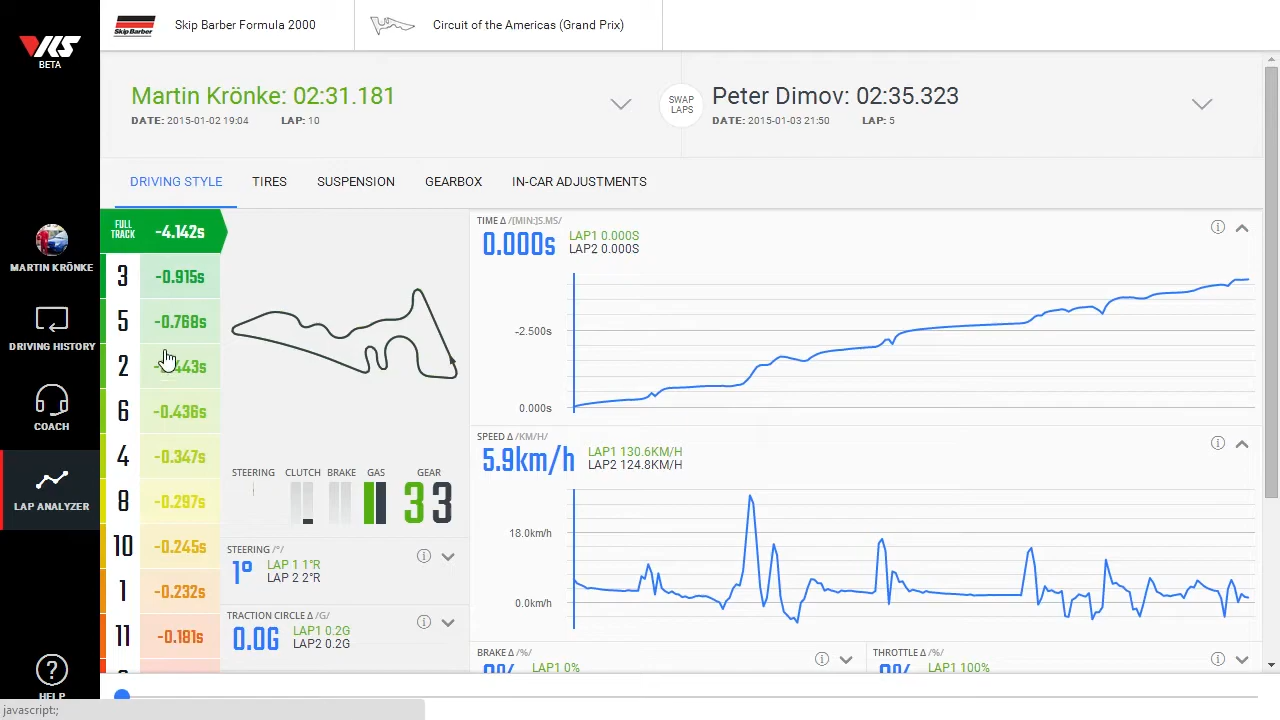 VRS
BETA
Skip Barber
Skip Barber Formula 2000
Circuit of the Americas (Grand Prix)
Martin Krönke: 02:31.181
DATE: 2015-01-02 19:04 LAP: 10
SWAP
LAPS
Peter Dimov: 02:35.323
DATE: 2015-01-03 21:50 LAP: 5
DRIVING STYLE
TIRES
SUSPENSION
GEARBOX
IN-CAR ADJUSTMENTS
MARTIN KRÖNKE
DRIVING HISTORY
COACH
LAP ANALYZER
HELP
FULL
TRACK
-4.142s
3 -0.915s
5 -0.768s
2
6 -0.436s
4 -0.347s
8 -0.297s
10 -0.245s
1 -0.232s
11 -0.181s
STEERING CLUTCH BRAKE GAS GEAR
3 3
STEERING /°/
1° LAP 1 1°R
LAP 2 2°R
TRACTION CIRCLE Δ /G/
0.0G LAP1 0.2G
LAP2 0.2G
TIME Δ /[MIN:]S.MS/
0.000s LAP1 0.000S
LAP2 0.000S
-2.500s
0.000s
SPEED Δ /KM/H/
5.9km/h LAP1 130.6KM/H
LAP2 124.8KM/H
18.0km/h
0.0km/h
BRAKE Δ /%/
0% LAP1 0%
THROTTLE Δ /%/
0% LAP1 100%
javascript:;